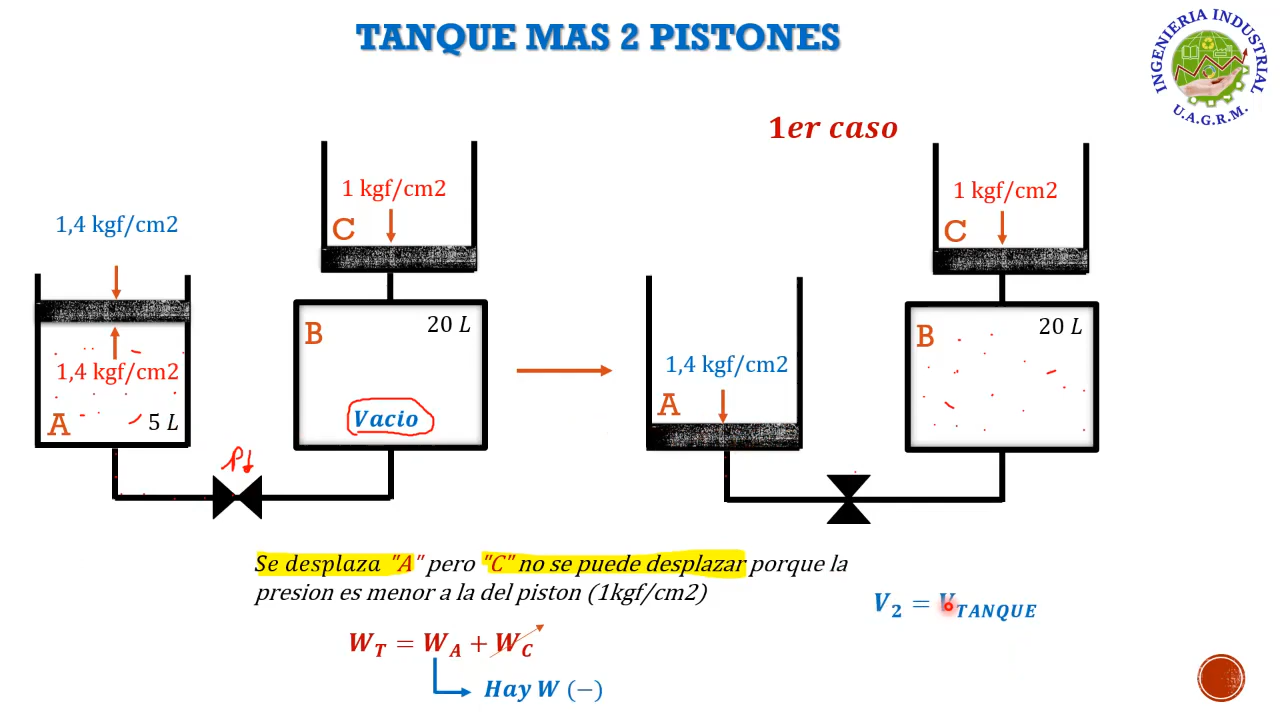 TANQUE MAS 2 PISTONES
INGENIERIA INDUSTRIAL
U.A.G.R.M.
1er caso
1 kgf/cm2
C
1,4 kgf/cm2
1,4 kgf/cm2
A
5 L
B
20 L
Vacio
P↓
1 kgf/cm2
C
1,4 kgf/cm2
A
B
20 L
Se desplaza "A" pero "C" no se puede desplazar porque la
presion es menor a la del piston (1kgf/cm2)
V₂ = V_TANQUE
W_T = W_A + W_C
Hay W (−)